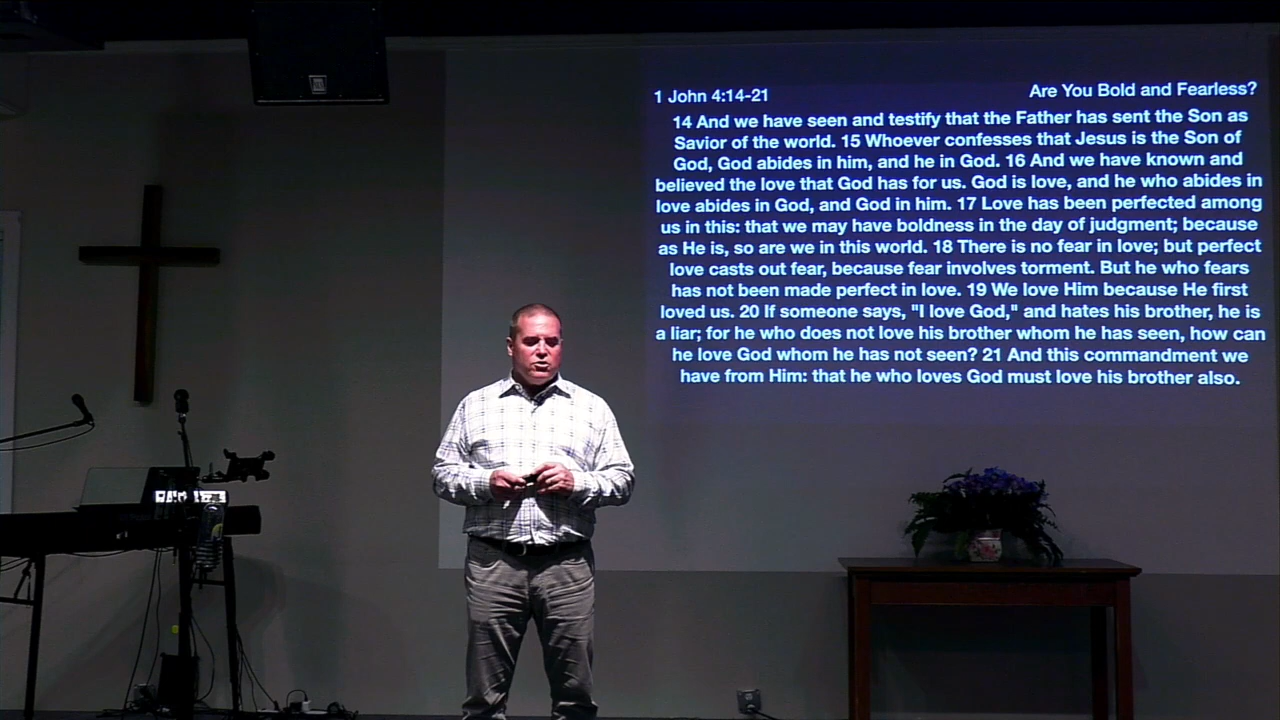 1 John 4:14-21
Are You Bold and Fearless?
14 And we have seen and testify that the Father has sent the Son as
Savior of the world. 15 Whoever confesses that Jesus is the Son of
God, God abides in him, and he in God. 16 And we have known and
believed the love that God has for us. God is love, and he who abides in
love abides in God, and God in him. 17 Love has been perfected among
us in this: that we may have boldness in the day of judgment; because
as He is, so are we in this world. 18 There is no fear in love; but perfect
love casts out fear, because fear involves torment. But he who fears
has not been made perfect in love. 19 We love Him because He first
loved us. 20 If someone says, "I love God," and hates his brother, he is
a liar; for he who does not love his brother whom he has seen, how can
he love God whom he has not seen? 21 And this commandment we
have from Him: that he who loves God must love his brother also.